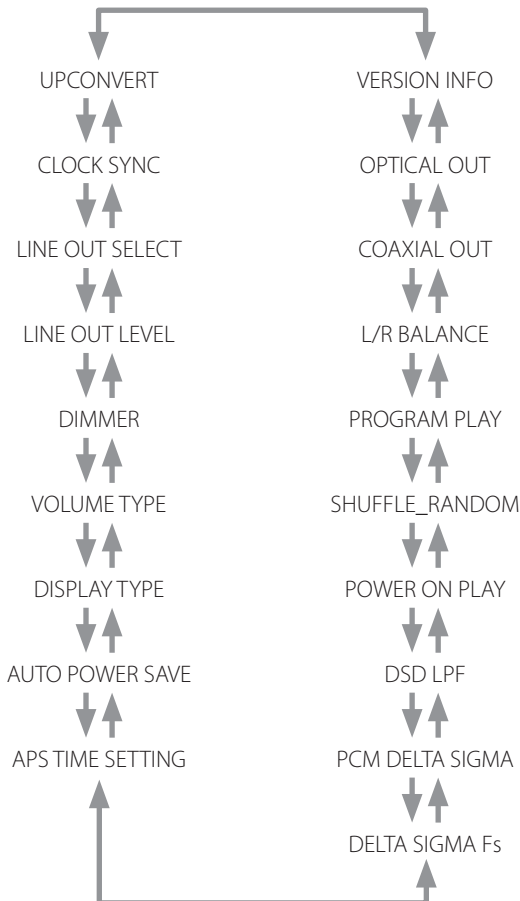 UPCONVERT
CLOCK SYNC
LINE OUT SELECT
LINE OUT LEVEL
DIMMER
VOLUME TYPE
DISPLAY TYPE
AUTO POWER SAVE
APS TIME SETTING
VERSION INFO
OPTICAL OUT
COAXIAL OUT
L/R BALANCE
PROGRAM PLAY
SHUFFLE_RANDOM
POWER ON PLAY
DSD LPF
PCM DELTA SIGMA
DELTA SIGMA Fs